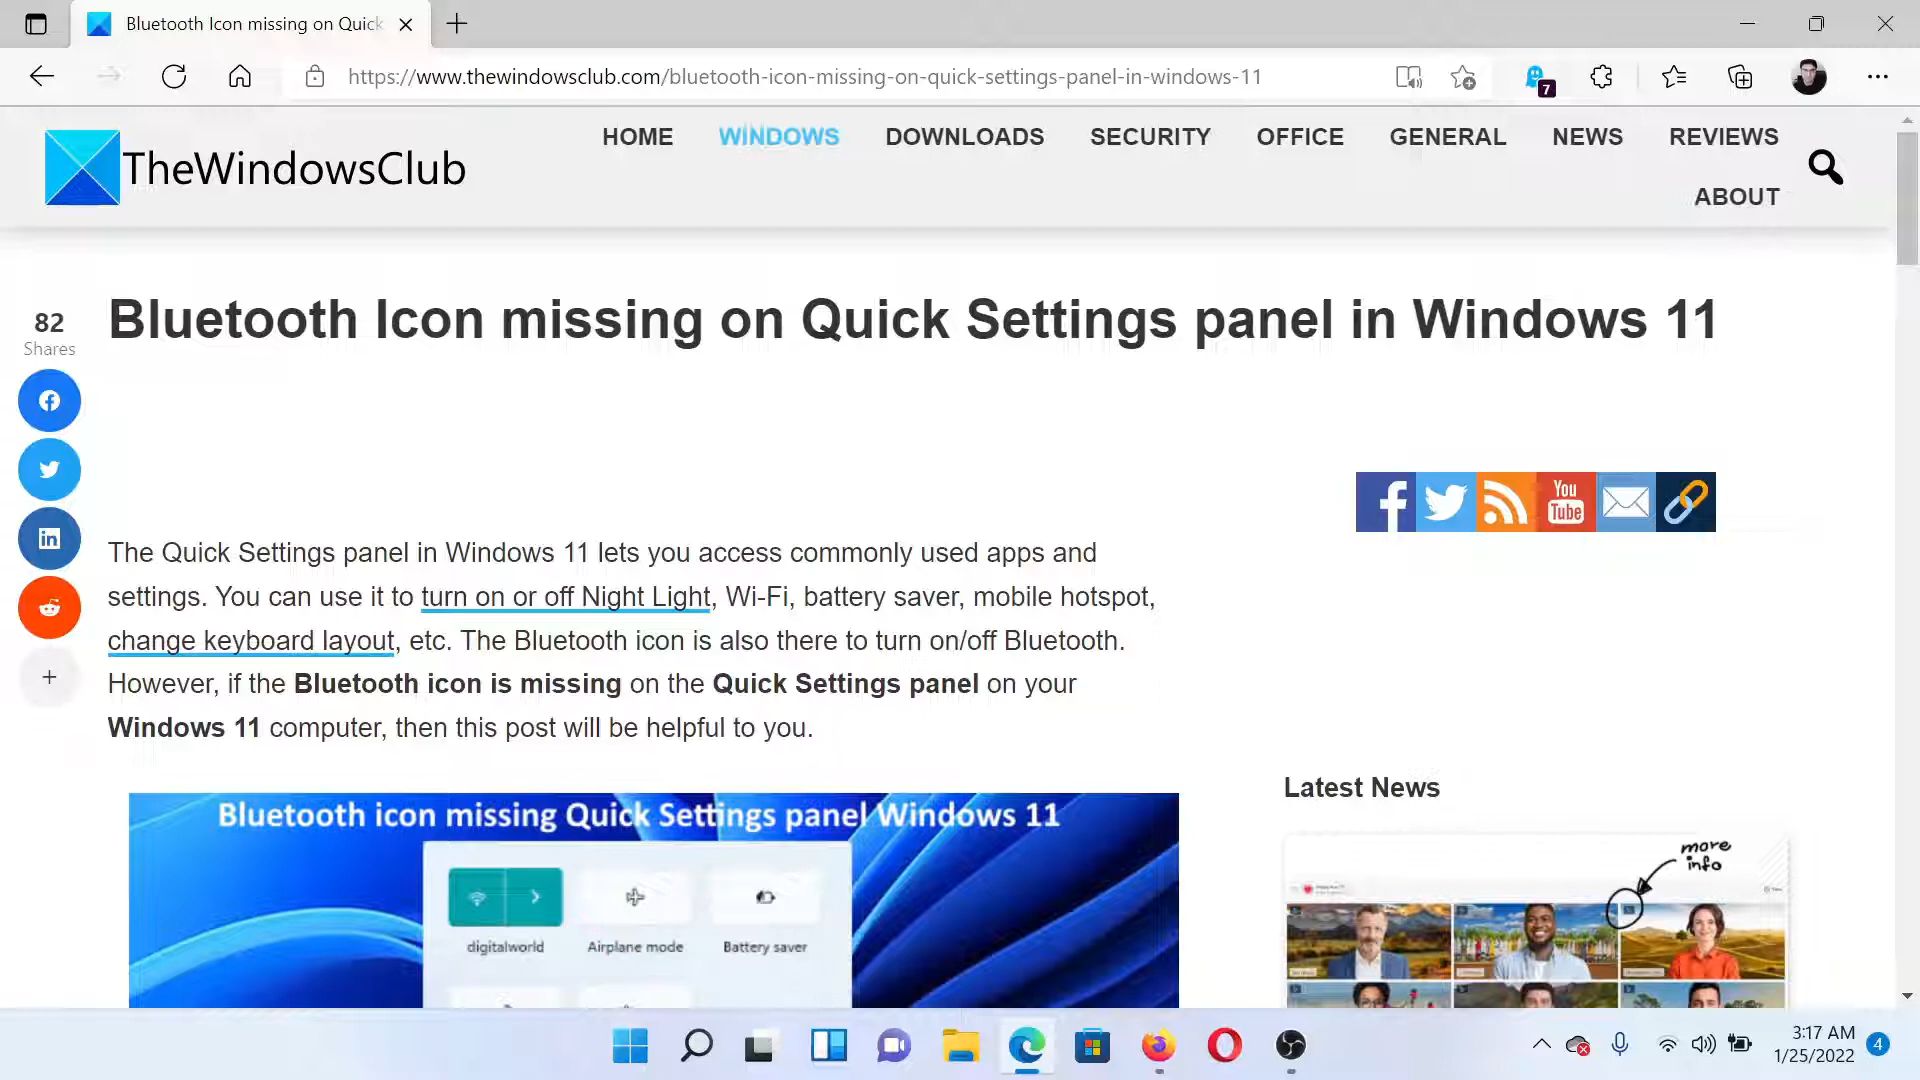 Bluetooth Icon missing on Quick
https://www.thewindowsclub.com/bluetooth-icon-missing-on-quick-settings-panel-in-windows-11
7
TheWindowsClub
HOME WINDOWS DOWNLOADS SECURITY OFFICE GENERAL NEWS REVIEWS
ABOUT
Bluetooth Icon missing on Quick Settings panel in Windows 11
82
Shares
You
Tube
The Quick Settings panel in Windows 11 lets you access commonly used apps and
settings. You can use it to turn on or off Night Light, Wi-Fi, battery saver, mobile hotspot,
change keyboard layout, etc. The Bluetooth icon is also there to turn on/off Bluetooth.
However, if the Bluetooth icon is missing on the Quick Settings panel on your
Windows 11 computer, then this post will be helpful to you.
Bluetooth icon missing Quick Settings panel Windows 11
digitalworld Airplane mode Battery saver
Latest News
more
info
3:17 AM
1/25/2022
4